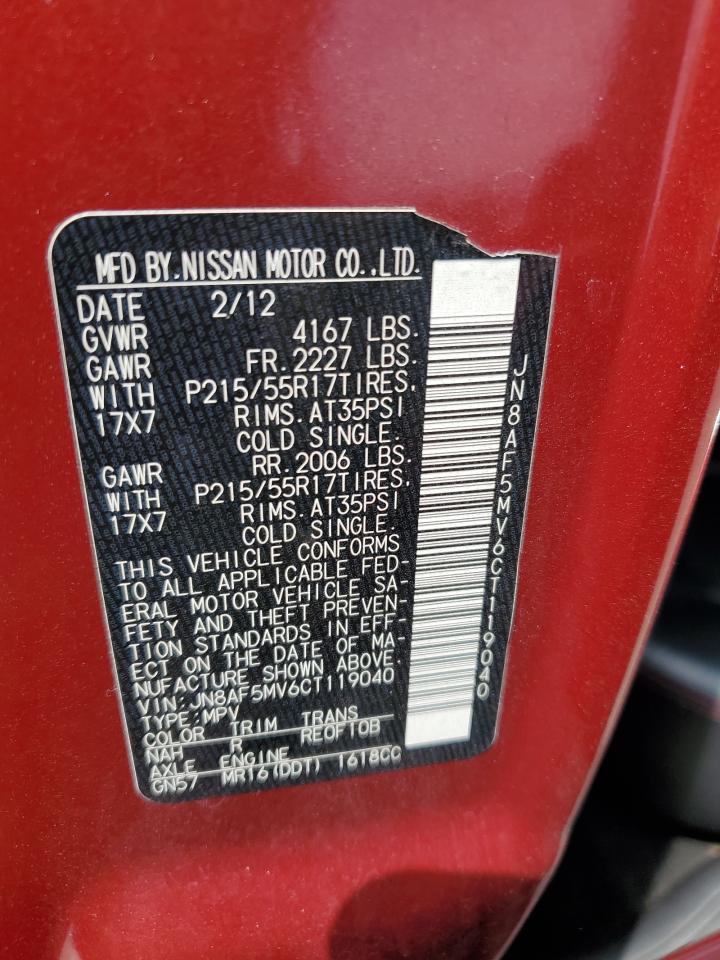 MFD BY.NISSAN MOTOR CO.,LTD.
DATE 2/12
GVWR 4167 LBS.
GAWR FR.2227 LBS.
WITH P215/55R17TIRES,
17X7 RIMS.AT35PSI
COLD SINGLE.
GAWR RR.2006 LBS.
WITH P215/55R17TIRES,
17X7 RIMS.AT35PSI
COLD SINGLE.
THIS VEHICLE CONFORMS
TO ALL APPLICABLE FED-
ERAL MOTOR VEHICLE SA-
FETY AND THEFT PREVEN-
TION STANDARDS IN EFF-
ECT ON THE DATE OF MA-
NUFACTURE SHOWN ABOVE.
VIN:JN8AF5MV6CT119040
TYPE:MPV
COLOR TRIM TRANS
NAH R REOF10B
AXLE ENGINE
GN57 MR16(DDT) 1618CC
JN8AF5MV6CT119040